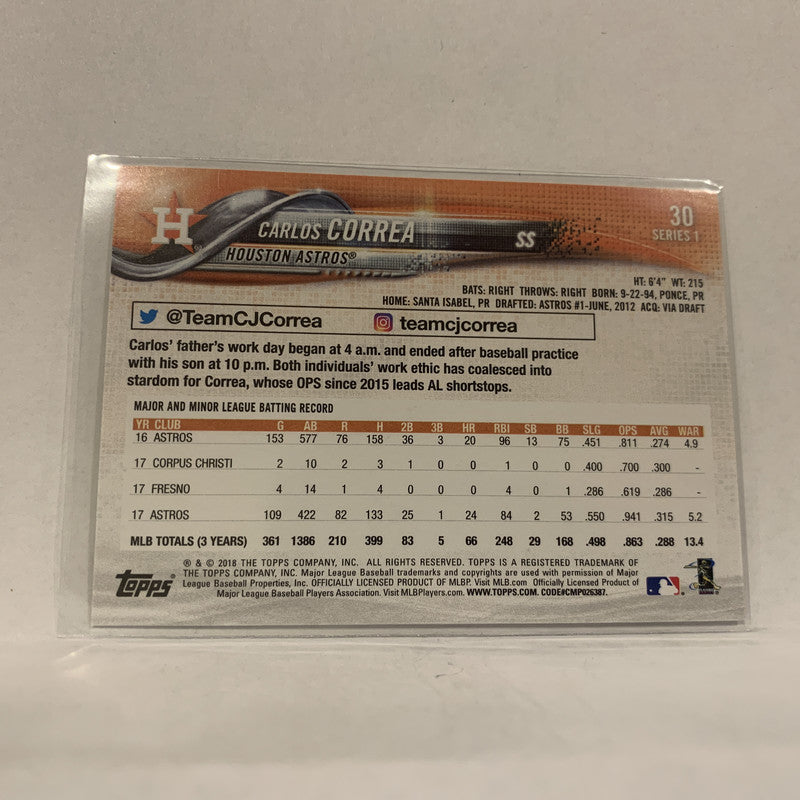 H
CARLOS CORREA
SS
HOUSTON ASTROS®
30
SERIES 1
HT: 6'4" WT: 215
BATS: RIGHT THROWS: RIGHT BORN: 9-22-94, PONCE, PR
HOME: SANTA ISABEL, PR DRAFTED: ASTROS #1-JUNE, 2012 ACQ: VIA DRAFT
@TeamCJCorrea teamcjcorrea
Carlos' father's work day began at 4 a.m. and ended after baseball practice
with his son at 10 p.m. Both individuals' work ethic has coalesced into
stardom for Correa, whose OPS since 2015 leads AL shortstops.
MAJOR AND MINOR LEAGUE BATTING RECORD
YR CLUB G AB R H 2B 3B HR RBI SB BB SLG OPS AVG WAR
16 ASTROS 153 577 76 158 36 3 20 96 13 75 .451 .811 .274 4.9
17 CORPUS CHRISTI 2 10 2 3 1 0 0 1 0 0 .400 .700 .300 -
17 FRESNO 4 14 1 4 0 0 0 4 0 1 .286 .619 .286 -
17 ASTROS 109 422 82 133 25 1 24 84 2 53 .550 .941 .315 5.2
MLB TOTALS (3 YEARS) 361 1386 210 399 83 5 66 248 29 168 .498 .863 .288 13.4
® & © 2018 THE TOPPS COMPANY, INC. ALL RIGHTS RESERVED. TOPPS IS A REGISTERED TRADEMARK OF
THE TOPPS COMPANY, INC. Major League Baseball trademarks and copyrights are used with permission of Major
League Baseball Properties, Inc. OFFICIALLY LICENSED PRODUCT OF MLBP. Visit MLB.com Officially Licensed Product of
Major League Baseball Players Association. Visit MLBPlayers.com. WWW.TOPPS.COM. CODE#CMP026387.
TOPPS